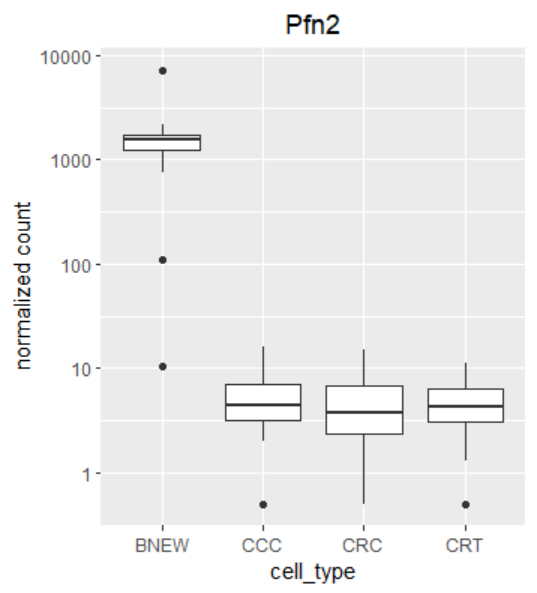 Pfn2
10000
1000
100
10
1
normalized count
BNEW CCC CRC CRT
cell_type